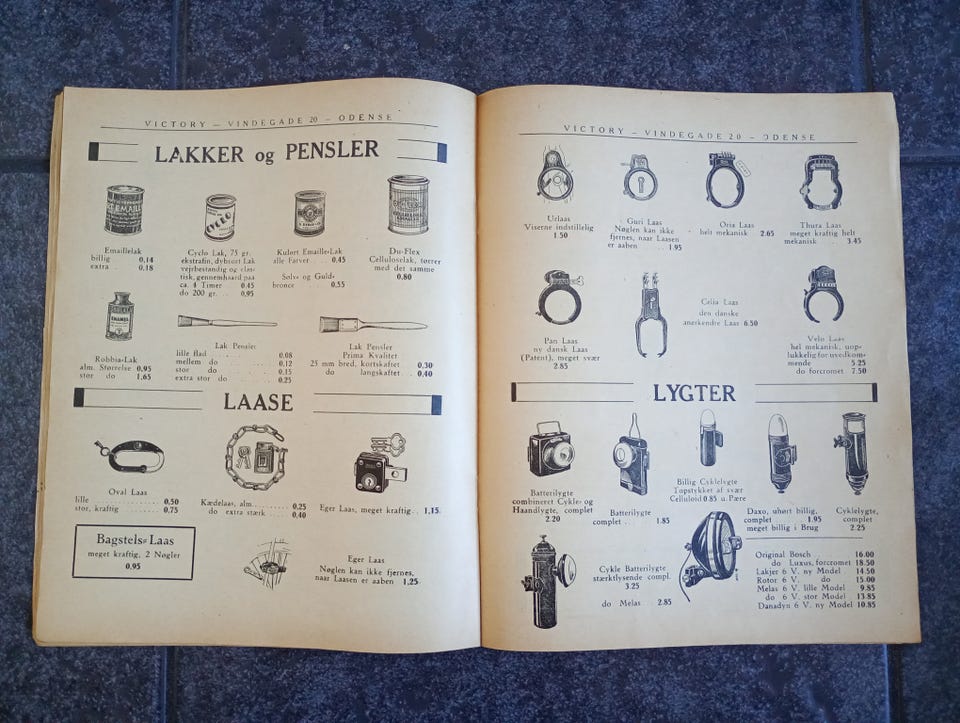 VICTORY — VINDEGADE 20 — ODENSE
LAKKER og PENSLER
Emaillelak
billig 0,14
extra 0,18
Cyclo Lak, 75 gr.
ekstrafin, dybsort Lak
vejrbestandig og elas-
tisk, gennemhaard paa
ca. 4 Timer 0.45
do 200 gr. 0,95
Kulørt Emaille-Lak
alle Farver 0,45
Sølv- og Guld-
bronce 0,55
Du-Flex
Celluloselak, tørrer
med det samme
0.80
ENAMEL
Robbia-Lak
alm. Størrelse 0,95
stor do 1,65
Lak Pensler
lille flad 0,08
mellem do 0,12
stor do 0,15
extra stor do 0,25
Lak Pensler
Prima Kvalitet
25 mm bred, kortskaftet 0,30
do langskaftet 0,40
LAASE
Oval Laas
lille 0,50
stor, kraftig 0,75
Kædelaas, alm. 0,25
do extra stærk 0,40
Eger Laas, meget kraftig 1,15
Bagstels-Laas
meget kraftig, 2 Nøgler
0.95
Eger Laas
Nøglen kan ikke fjernes,
naar Laasen er aaben 1,25
VICTORY — VINDEGADE 20 — ODENSE
Urlaas
Viserne indstillelig
1.50
Guri Laas
Nøglen kan ikke
fjernes, naar Laasen
er aaben 1.95
Oria Laas
helt mekanisk 2.65
Thura Laas
meget kraftig helt
mekanisk 3.45
Pan Laas
ny dansk Laas
(Patent), meget svær
2.85
Celia Laas
den danske
anerkendte Laas 6.50
Velo Laas
hel mekanisk, uop-
lukkelig for uvedkom-
mende 5.25
do forcromet 7.50
LYGTER
Batterilygte
combineret Cykle- og
Haandlygte, complet
2.20
Batterilygte
complet 1.85
Billig Cyklelygte
Topstykket af svær
Celluloid 0.85 u. Pære
Daxo, uhørt billig,
complet 1.95
meget billig i Brug
Cyklelygte,
complet
2.25
Cykle Batterilygte
stærktlysende compl.
3.25
do Melas 2.85
Original Bosch 16.00
do Luxus, forcromet 18.50
Lakjer 6 V. ny Model 14.50
Rotor 6 V. do 15.00
Melas 6 V. lille Model 9.85
do 6 V. stor Model 13.85
Danadyn 6 V. ny Model 10.85